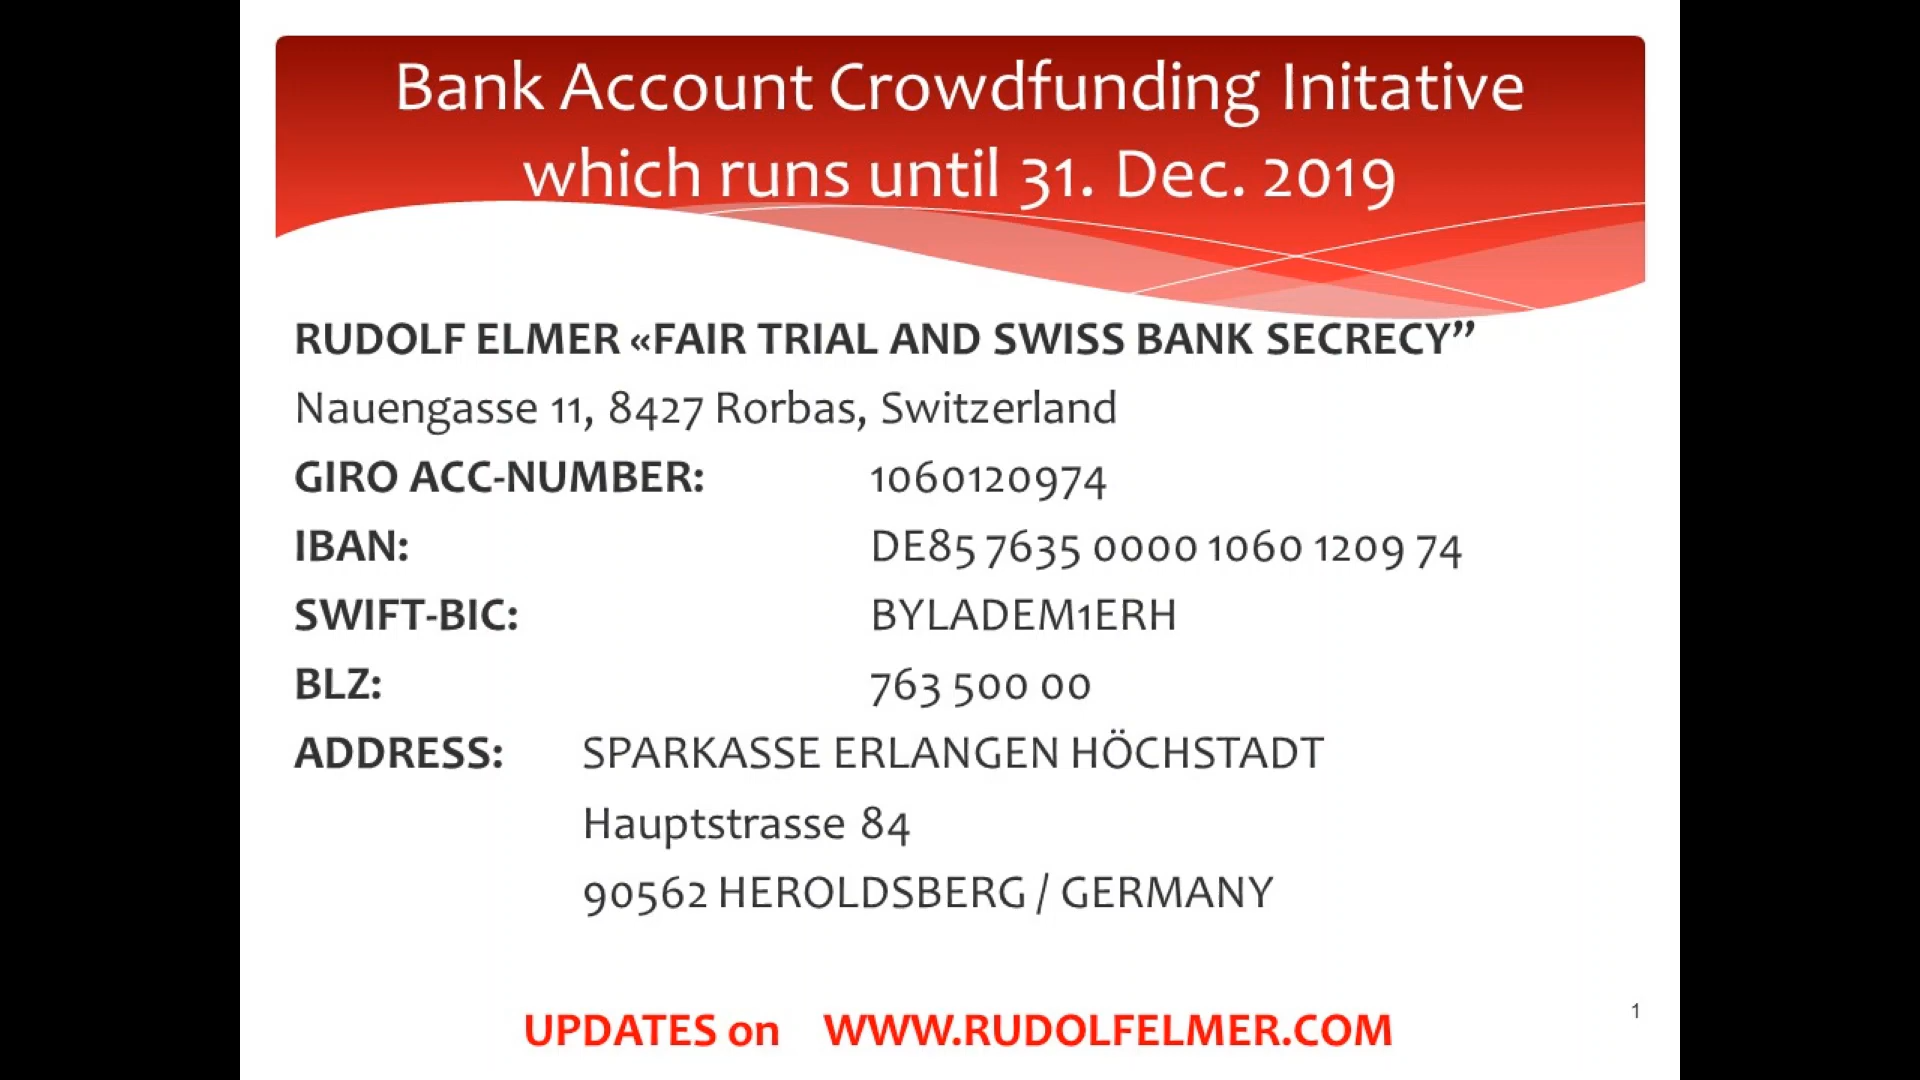 Bank Account Crowdfunding Initative
which runs until 31. Dec. 2019
RUDOLF ELMER «FAIR TRIAL AND SWISS BANK SECRECY”
Nauengasse 11, 8427 Rorbas, Switzerland
GIRO ACC-NUMBER: 1060120974
IBAN: DE85 7635 0000 1060 1209 74
SWIFT-BIC: BYLADEM1ERH
BLZ: 763 500 00
ADDRESS: SPARKASSE ERLANGEN HÖCHSTADT
Hauptstrasse 84
90562 HEROLDSBERG / GERMANY
UPDATES on WWW.RUDOLFELMER.COM
1